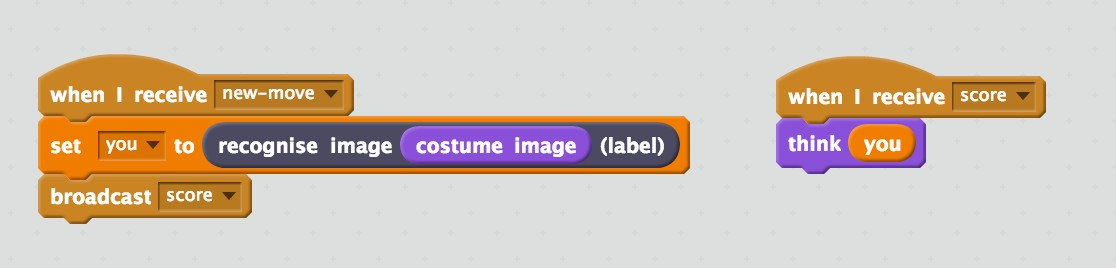 when I receive new-move
set you to recognise image costume image (label)
broadcast score
when I receive score
think you